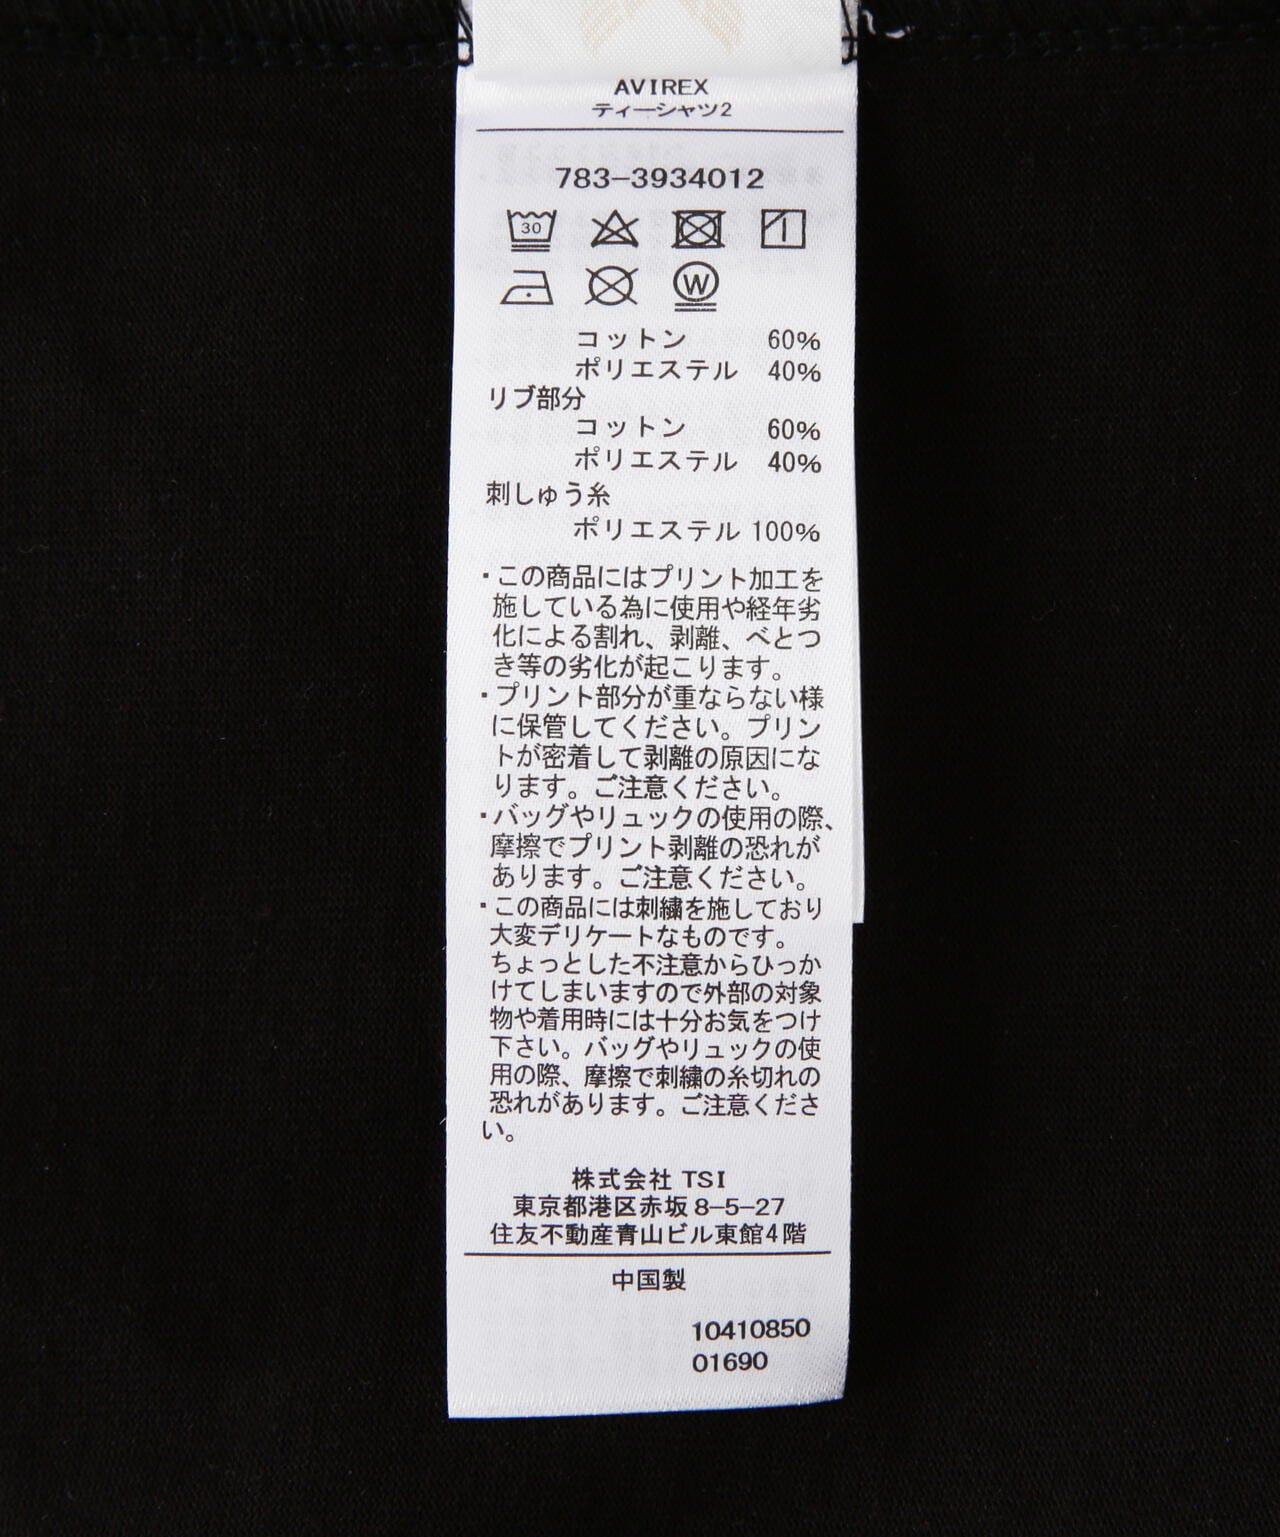 AVIREX
ティーシャツ2
783-3934012
30
W
コットン 60%
ポリエステル 40%
リブ部分
コットン 60%
ポリエステル 40%
刺しゅう糸
ポリエステル 100%
・この商品にはプリント加工を
施している為に使用や経年劣
化による割れ、剥離、べとつ
き等の劣化が起こります。
・プリント部分が重ならない様
に保管してください。プリン
トが密着して剥離の原因にな
ります。ご注意ください。
・バッグやリュックの使用の際、
摩擦でプリント剥離の恐れが
あります。ご注意ください。
・この商品には刺繍を施しており
大変デリケートなものです。
ちょっとした不注意からひっか
けてしまいますので外部の対象
物や着用時には十分お気をつけ
下さい。バッグやリュックの使
用の際、摩擦で刺繍の糸切れの
恐れがあります。ご注意くださ
い。
株式会社 TSI
東京都港区赤坂 8-5-27
住友不動産青山ビル東館4階
中国製
10410850
01690